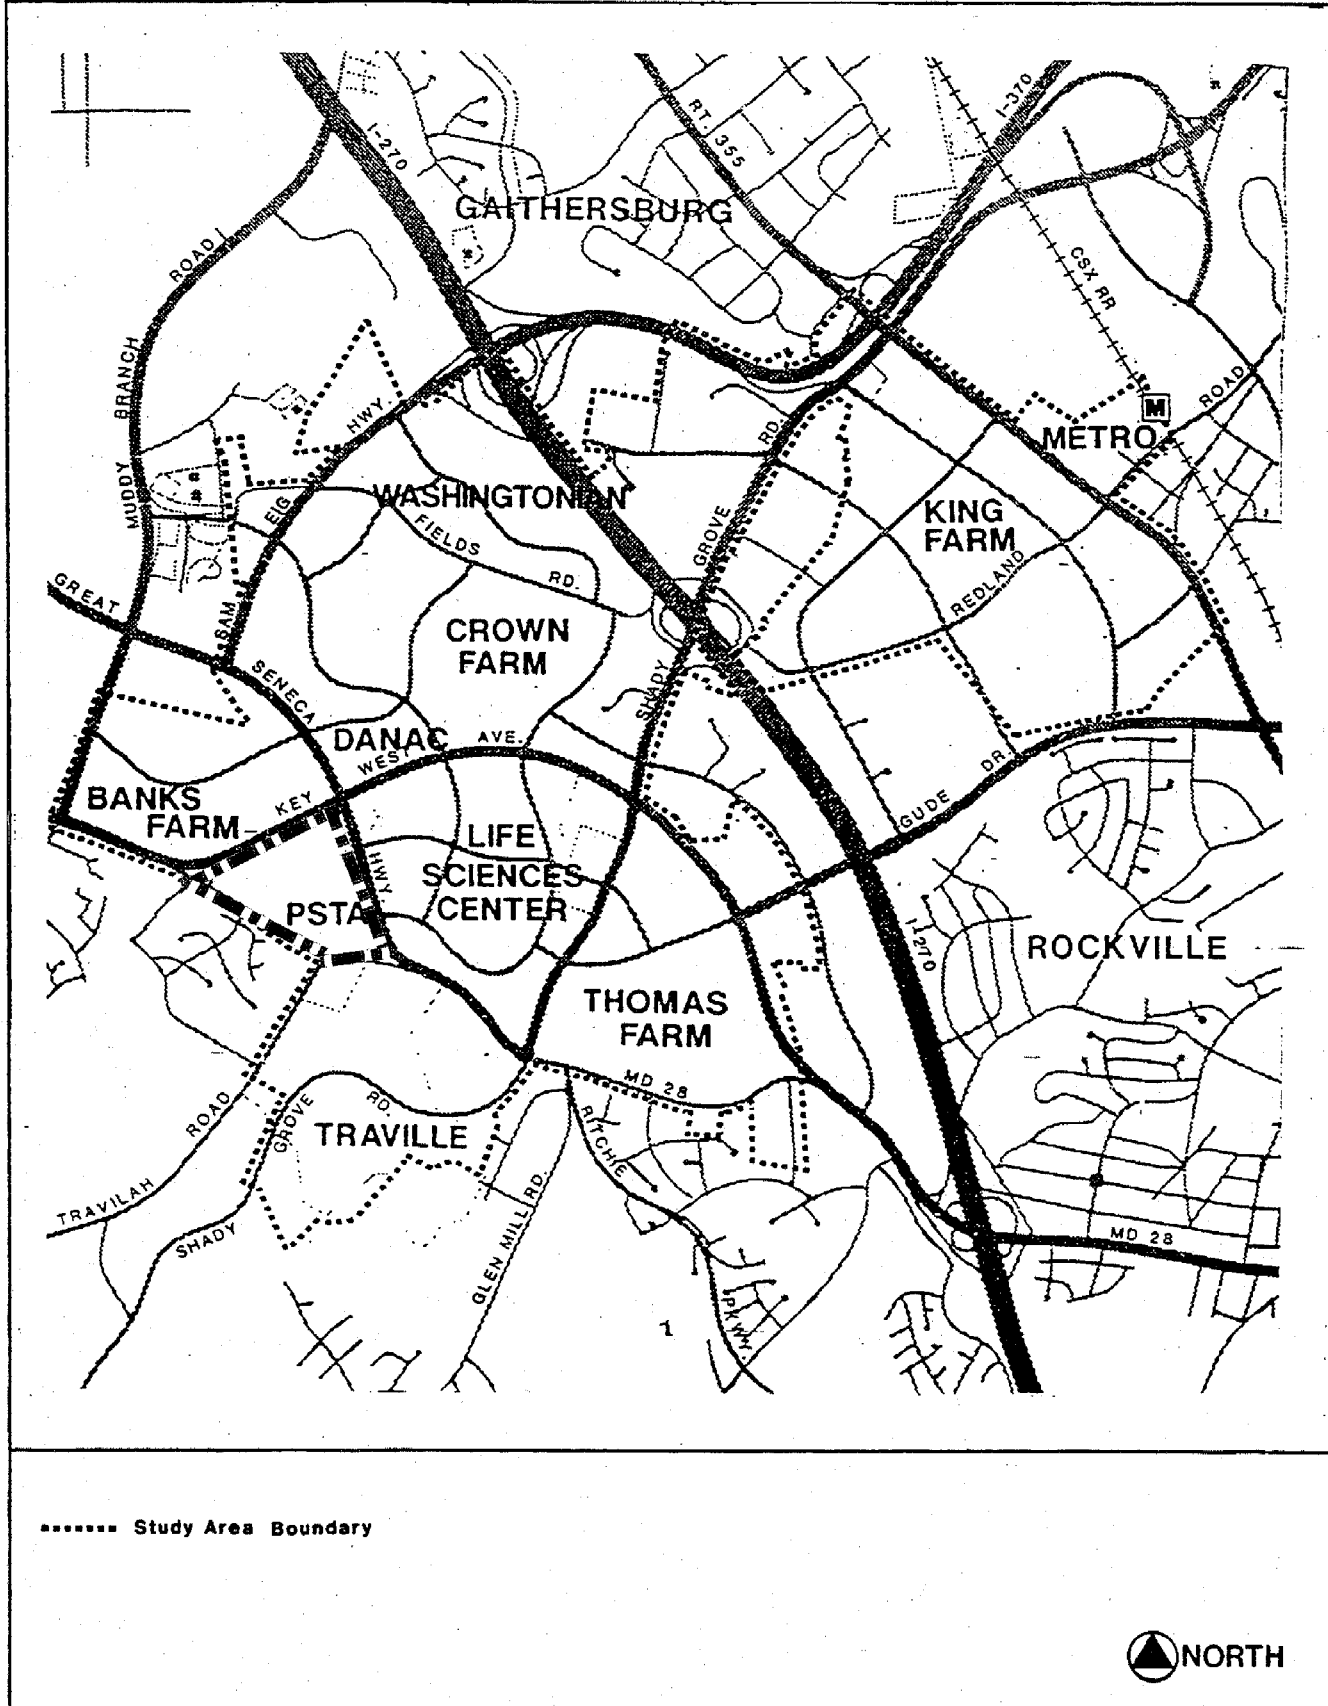 I-270
RT. 355
I-370
GAITHERSBURG
ROAD
CSX RR
BRANCH
HWY.
RD.
ROAD
M
METRO
MUDDY
EIG
WASHINGTONIAN
FIELDS
RD.
GROVE
KING
FARM
REDLAND
GREAT
SAM
CROWN
FARM
SENECA
SHADY
DANAC
WEST
AVE.
DR.
BANKS
FARM
KEY
GUDE
LIFE
SCIENCES
CENTER
HWY
PSTA
I-270
ROCKVILLE
THOMAS
FARM
MD 28
ROAD
GROVE
RD.
TRAVILLE
RITCHIE
TRAVILAH
SHADY
GLEN MILL RD.
MD 28
PKWY.
1
Study Area Boundary
NORTH